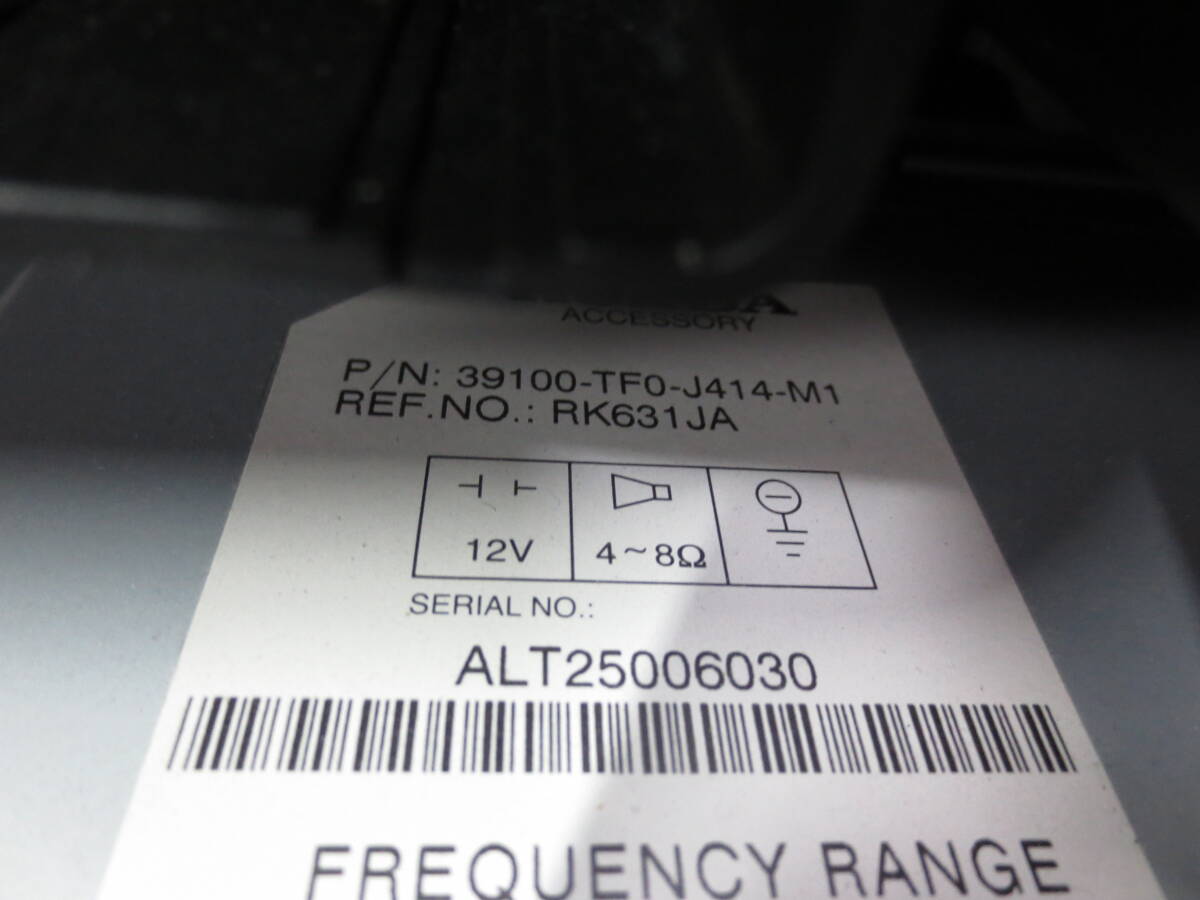 ACCESSORY
P/N: 39100-TF0-J414-M1
REF.NO.: RK631JA
12V
4~8Ω
SERIAL NO.:
ALT25006030
FREQUENCY RANGE